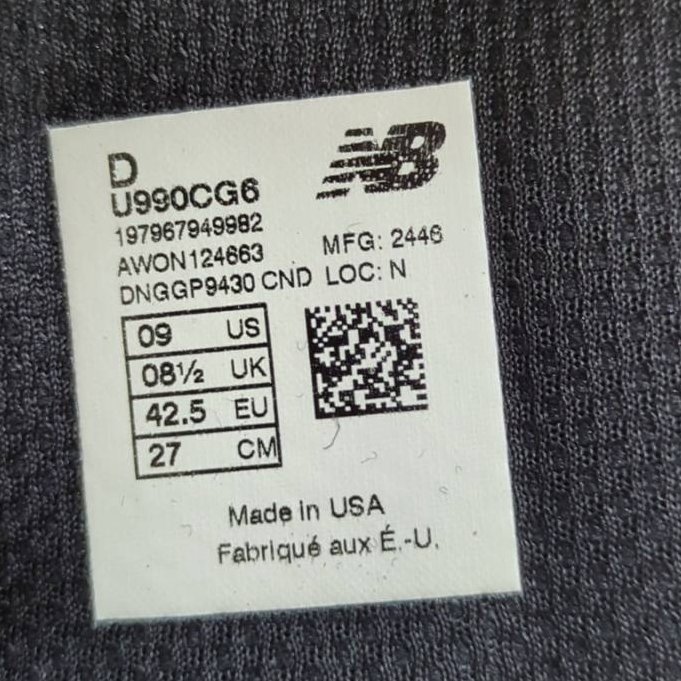 D
NB
U990CG6
197967949982
AWON124663 MFG: 2446
DNGGP9430 CND LOC: N
09 US
08½ UK
42.5 EU
27 CM
Made in USA
Fabriqué aux É.-U.